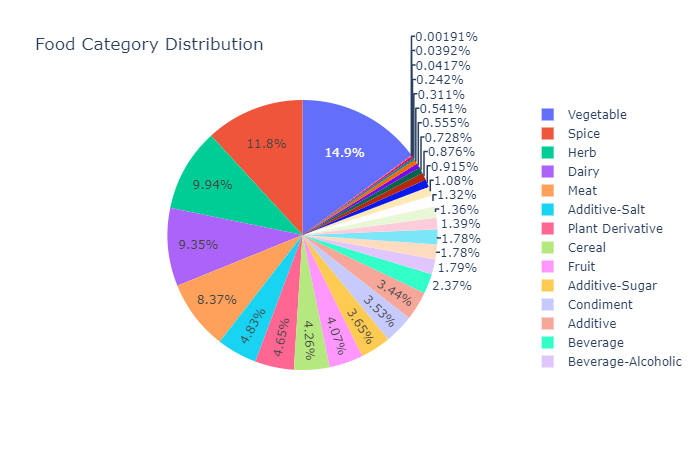 Food Category Distribution
0.00191%
0.0392%
0.0417%
0.242%
0.311%
0.541%
0.555%
0.728%
0.876%
0.915%
1.08%
1.32%
1.36%
1.39%
1.78%
1.78%
1.79%
2.37%
14.9%
11.8%
9.94%
9.35%
8.37%
4.83%
4.65%
4.26%
4.07%
3.65%
3.53%
3.44%
Vegetable
Spice
Herb
Dairy
Meat
Additive-Salt
Plant Derivative
Cereal
Fruit
Additive-Sugar
Condiment
Additive
Beverage
Beverage-Alcoholic